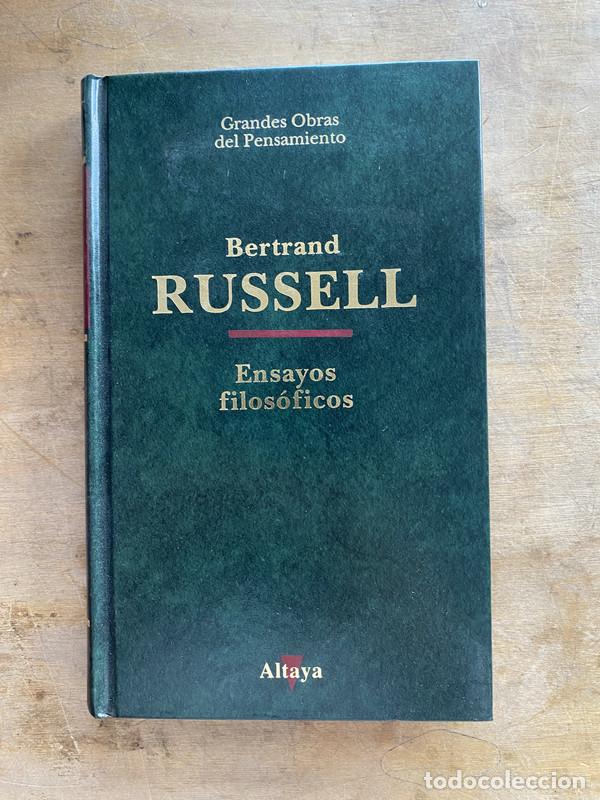 Grandes Obras
del Pensamiento
Bertrand
RUSSELL
Ensayos
filosóficos
Altaya
todocoleccion